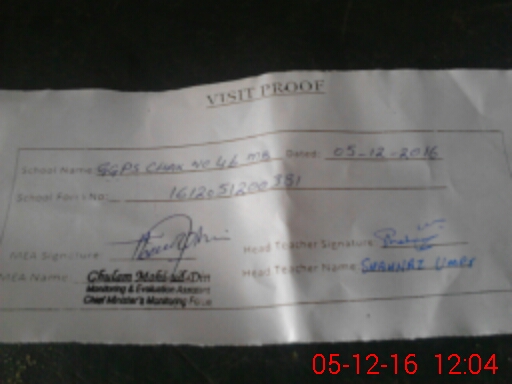 VISIT PROOF
School Name: GGPS CHAK NO 46 MB Dated: 05-12-2016
School Form No: 1612051200381
MEA Signature: Head Teacher Signature:
MEA Name: Ghulam Mohi-ud-Din Head Teacher Name: SHAHNAZ UMER
Monitoring & Evaluation Assistant
Chief Minister's Monitoring Force
05-12-16 12:04